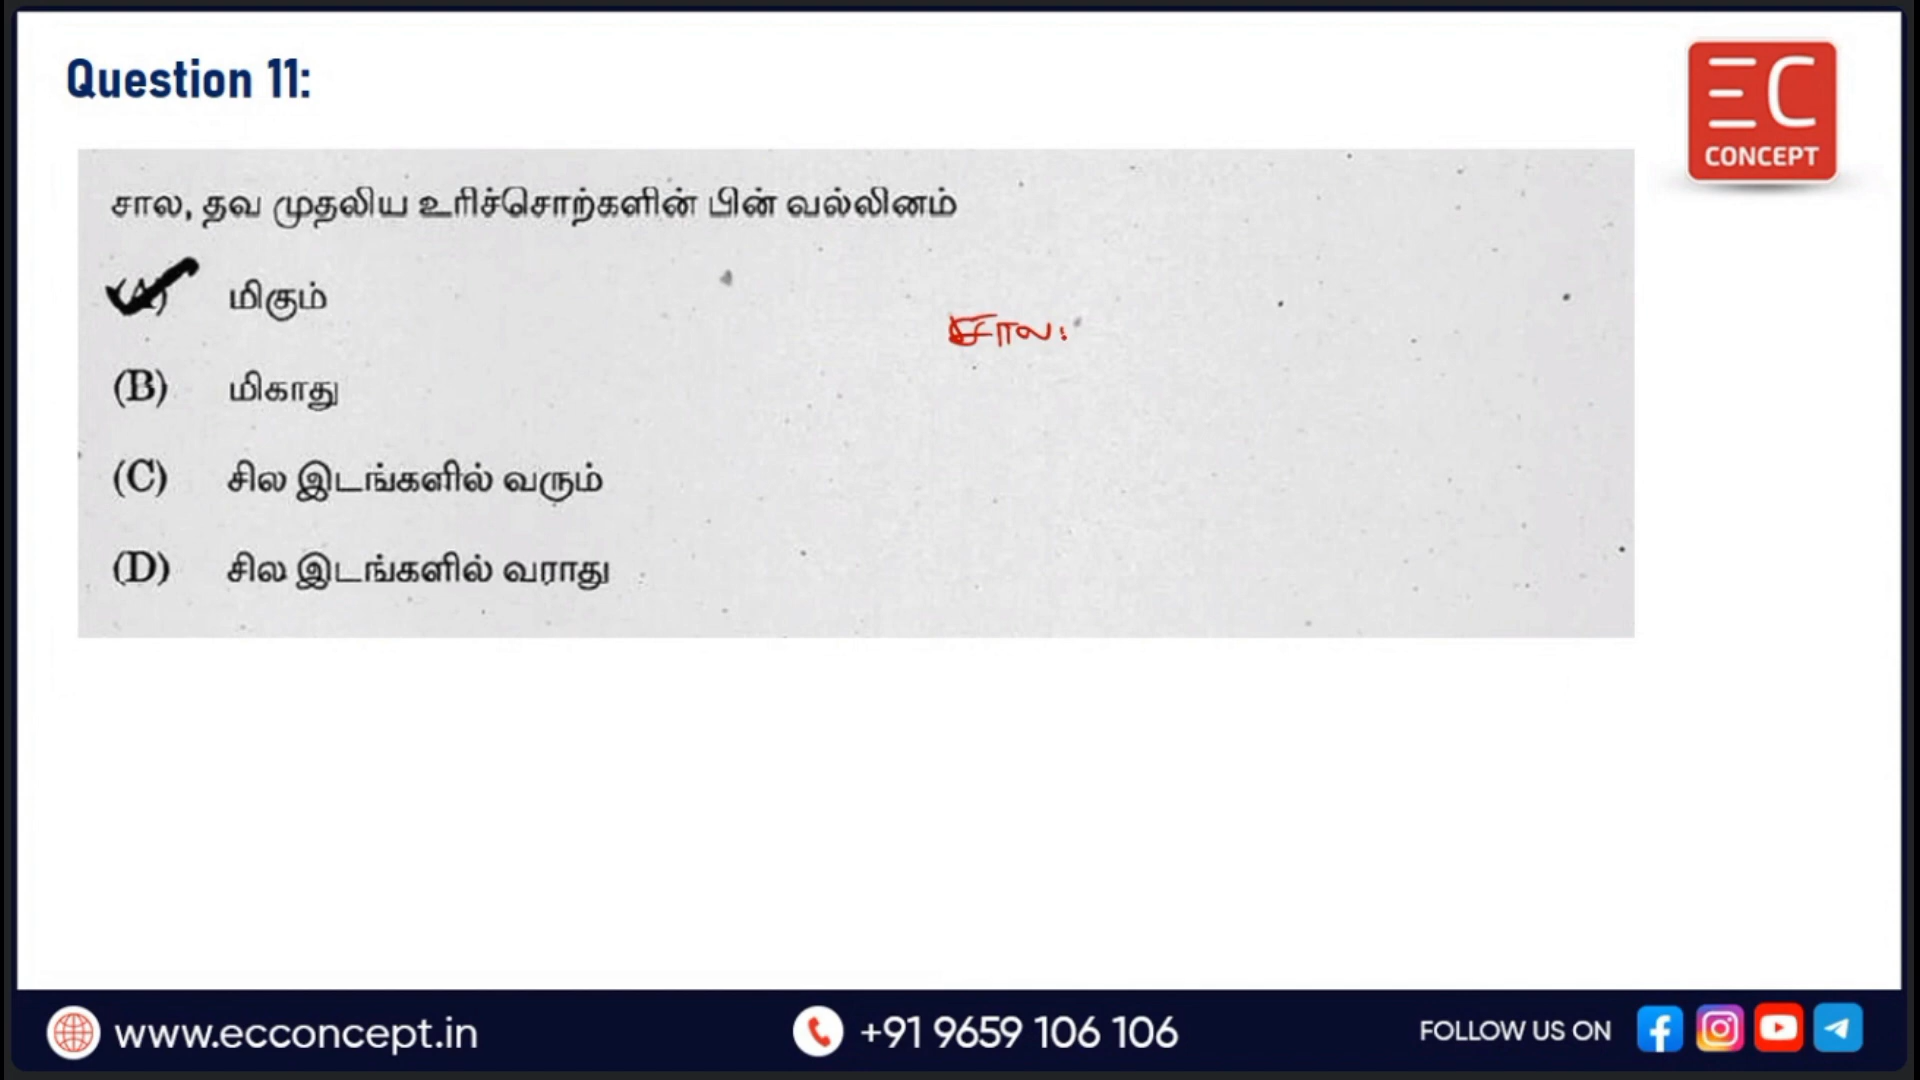 Question 11:
EC
CONCEPT
சால, தவ முதலிய உரிச்சொற்களின் பின் வல்லினம்
(A) மிகும்
சால
(B) மிகாது
(C) சில இடங்களில் வரும்
(D) சில இடங்களில் வராது
www.ecconcept.in
+91 9659 106 106
FOLLOW US ON